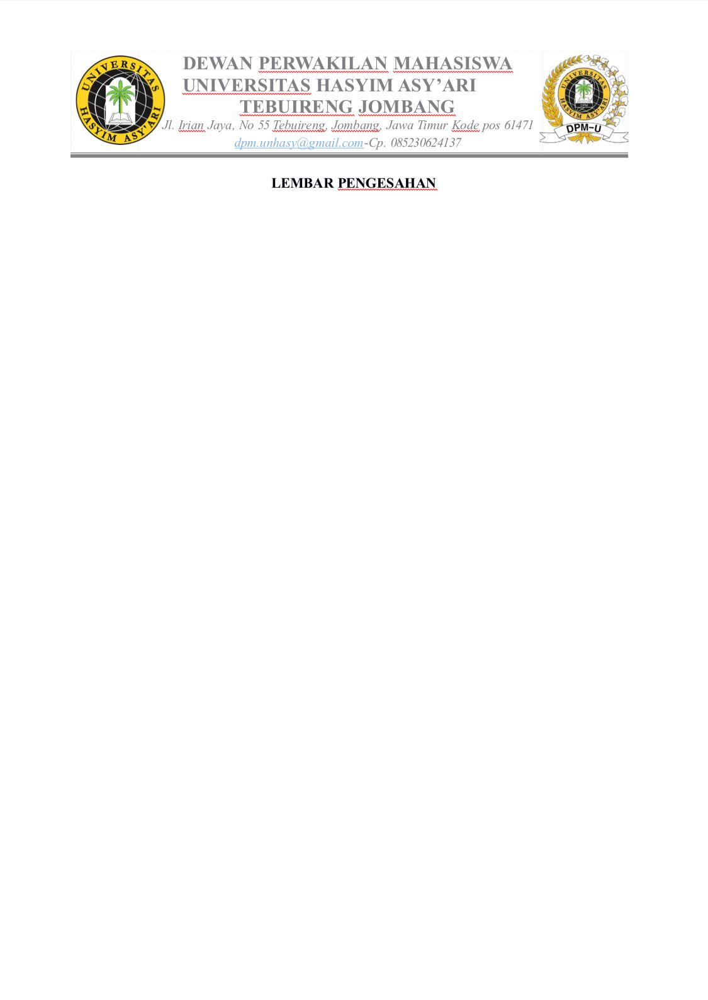 DEWAN PERWAKILAN MAHASISWA
UNIVERSITAS HASYIM ASY’ARI
TEBUIRENG JOMBANG
Jl. Irian Jaya, No 55 Tebuireng, Jombang, Jawa Timur Kode pos 61471
dpm.unhasy@gmail.com-Cp. 085230624137
UNIVERSITAS
HASYIM ASY'ARI
UNIVERSITAS
HASYIM ASY'ARI
DPM
DPM-U
LEMBAR PENGESAHAN